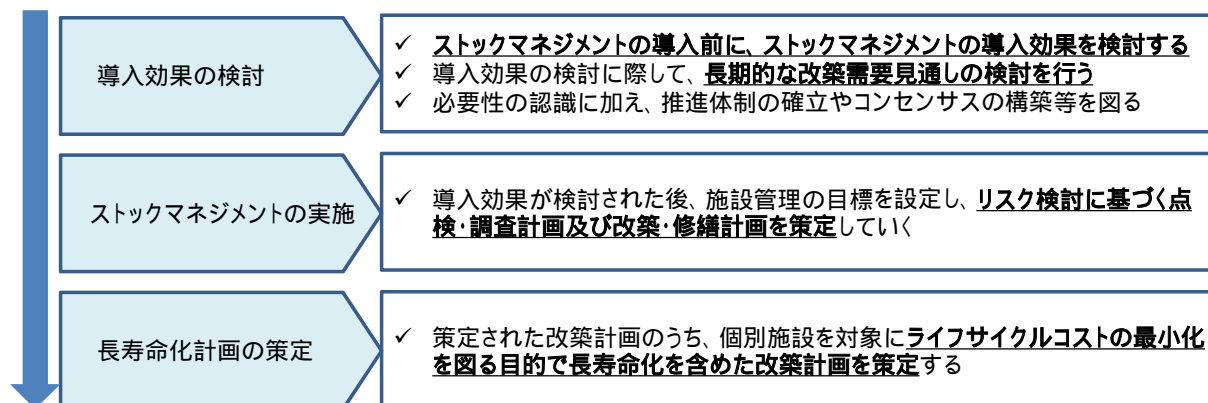 導入効果の検討
✓ ストックマネジメントの導入前に、ストックマネジメントの導入効果を検討する
✓ 導入効果の検討に際して、長期的な改築需要見通しの検討を行う
✓ 必要性の認識に加え、推進体制の確立やコンセンサスの構築等を図る
ストックマネジメントの実施
✓ 導入効果が検討された後、施設管理の目標を設定し、リスク検討に基づく点
検・調査計画及び改築・修繕計画を策定していく
長寿命化計画の策定
✓ 策定された改築計画のうち、個別施設を対象にライフサイクルコストの最小化
を図る目的で長寿命化を含めた改築計画を策定する